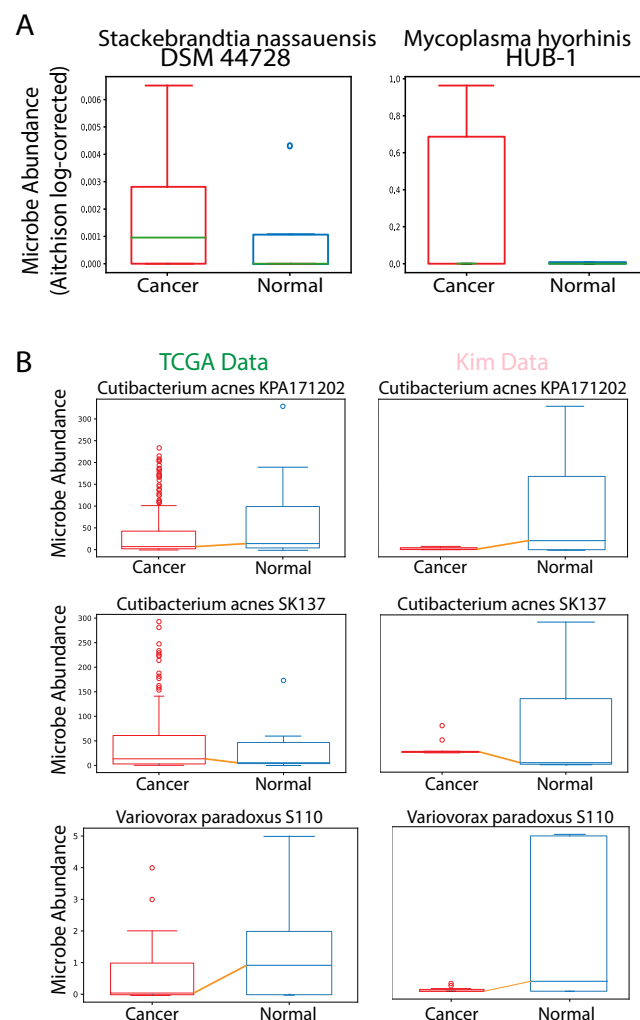 A
Stackebrandtia nassauensis
DSM 44728
Mycoplasma hyorhinis
HUB-1
Microbe Abundance
(Aitchison log-corrected)
0.006
0.005
0.004
0.003
0.002
0.001
0.000
Cancer
Normal
1.0
0.8
0.6
0.4
0.2
0.0
Cancer
Normal
B
TCGA Data
Kim Data
Cutibacterium acnes KPA171202
Microbe Abundance
300
250
200
150
100
50
0
Cancer
Normal
Cutibacterium acnes KPA171202
Cancer
Normal
Cutibacterium acnes SK137
Microbe Abundance
300
250
200
150
100
50
0
Cancer
Normal
Cutibacterium acnes SK137
Cancer
Normal
Variovorax paradoxus S110
Microbe Abundance
5
4
3
2
1
0
Cancer
Normal
Variovorax paradoxus S110
Cancer
Normal